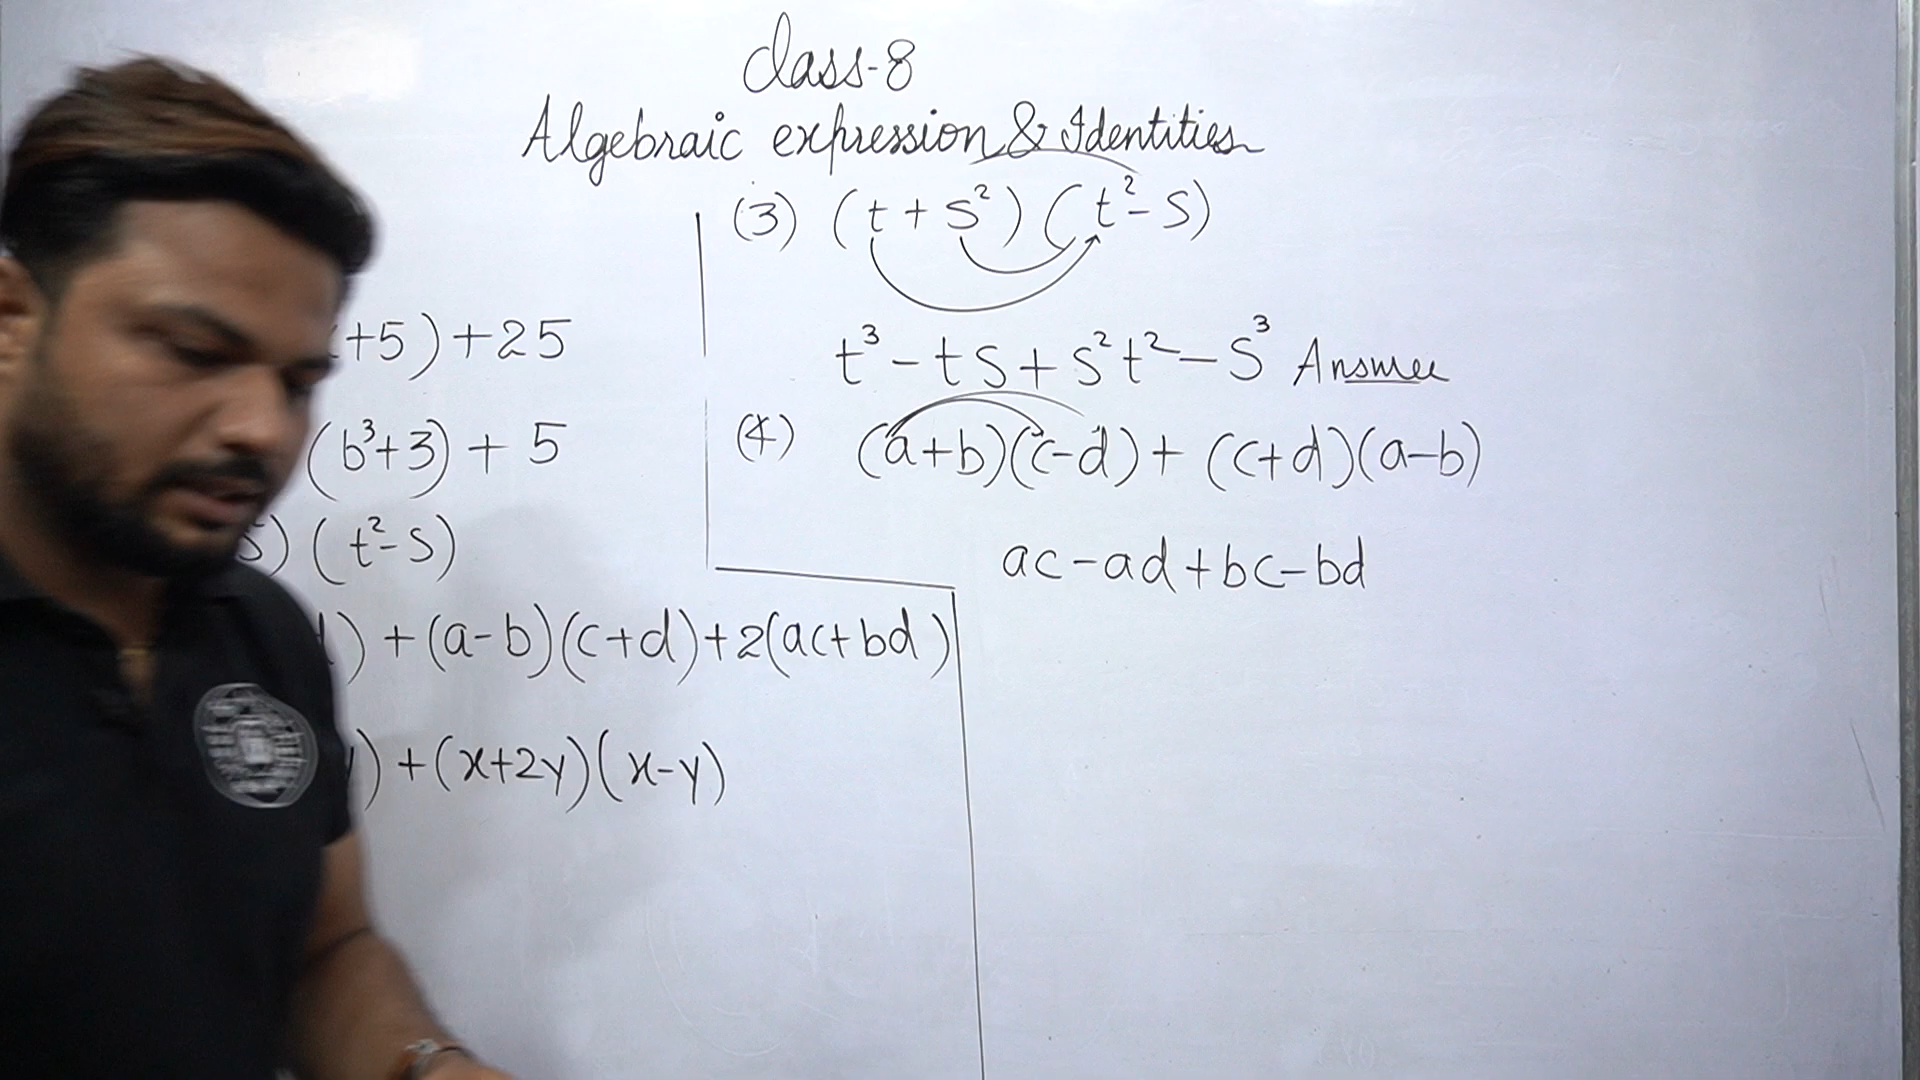 Class-8
Algebraic expression & Identities
+5) + 25
(b³+3) + 5
) (t²-s)
) + (a-b)(c+d) + 2(ac+bd)
) + (x+2y)(x-y)
(3) (t+s²) (t²-s)
t³ - ts + s²t² - s³ Answer
(4) (a+b)(c-d) + (c+d)(a-b)
ac-ad+bc-bd